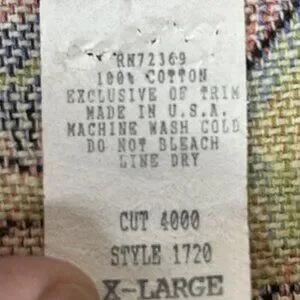 RN72369
100% COTTON
EXCLUSIVE OF TRIM
MADE IN U.S.A.
MACHINE WASH COLD
DO NOT BLEACH
LINE DRY
CUT 4000
STYLE 1720
X-LARGE